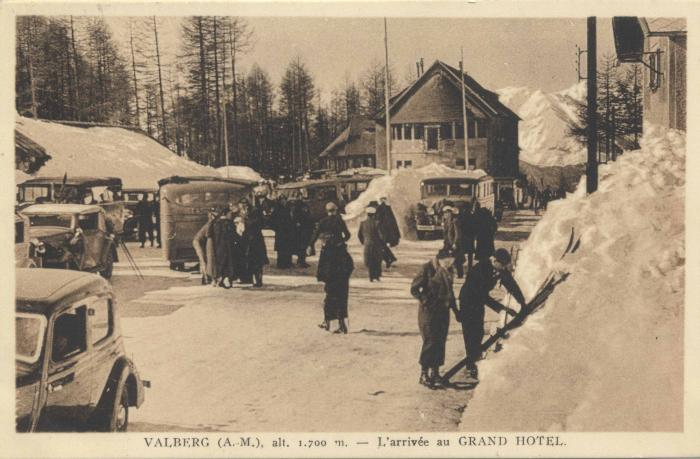 VALBERG (A.-M.), alt. 1.700 m. — L'arrivée au GRAND HOTEL.